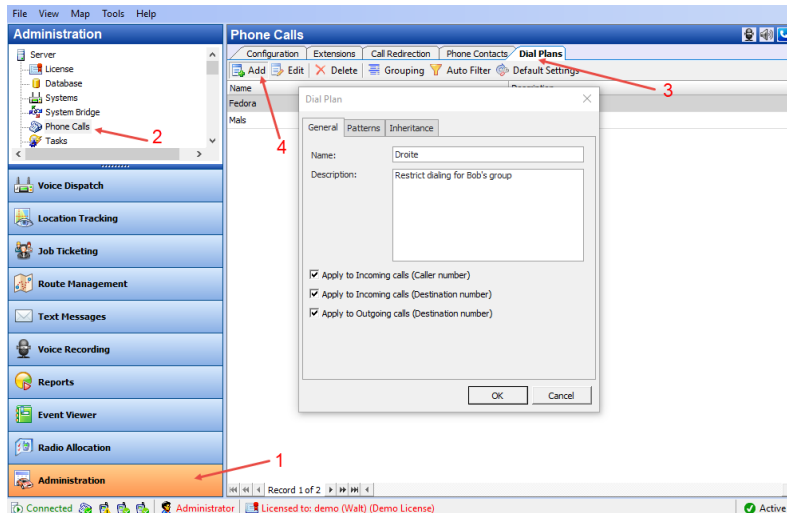 File View Map Tools Help
Administration
Server
License
Database
Systems
System Bridge
Phone Calls
Tasks
2
Voice Dispatch
Location Tracking
Job Ticketing
Route Management
Text Messages
Voice Recording
Reports
Event Viewer
Radio Allocation
Administration
1
Phone Calls
Configuration Extensions Call Redirection Phone Contacts Dial Plans
Add Edit Delete Grouping Auto Filter Default Settings
3
4
Name Description
Fedora
Mals
Dial Plan
General Patterns Inheritance
Name: Droite
Description: Restrict dialing for Bob's group
Apply to Incoming calls (Caller number)
Apply to Incoming calls (Destination number)
Apply to Outgoing calls (Destination number)
OK Cancel
Record 1 of 2
Connected Administrator Licensed to: demo (Walt) (Demo License) Active